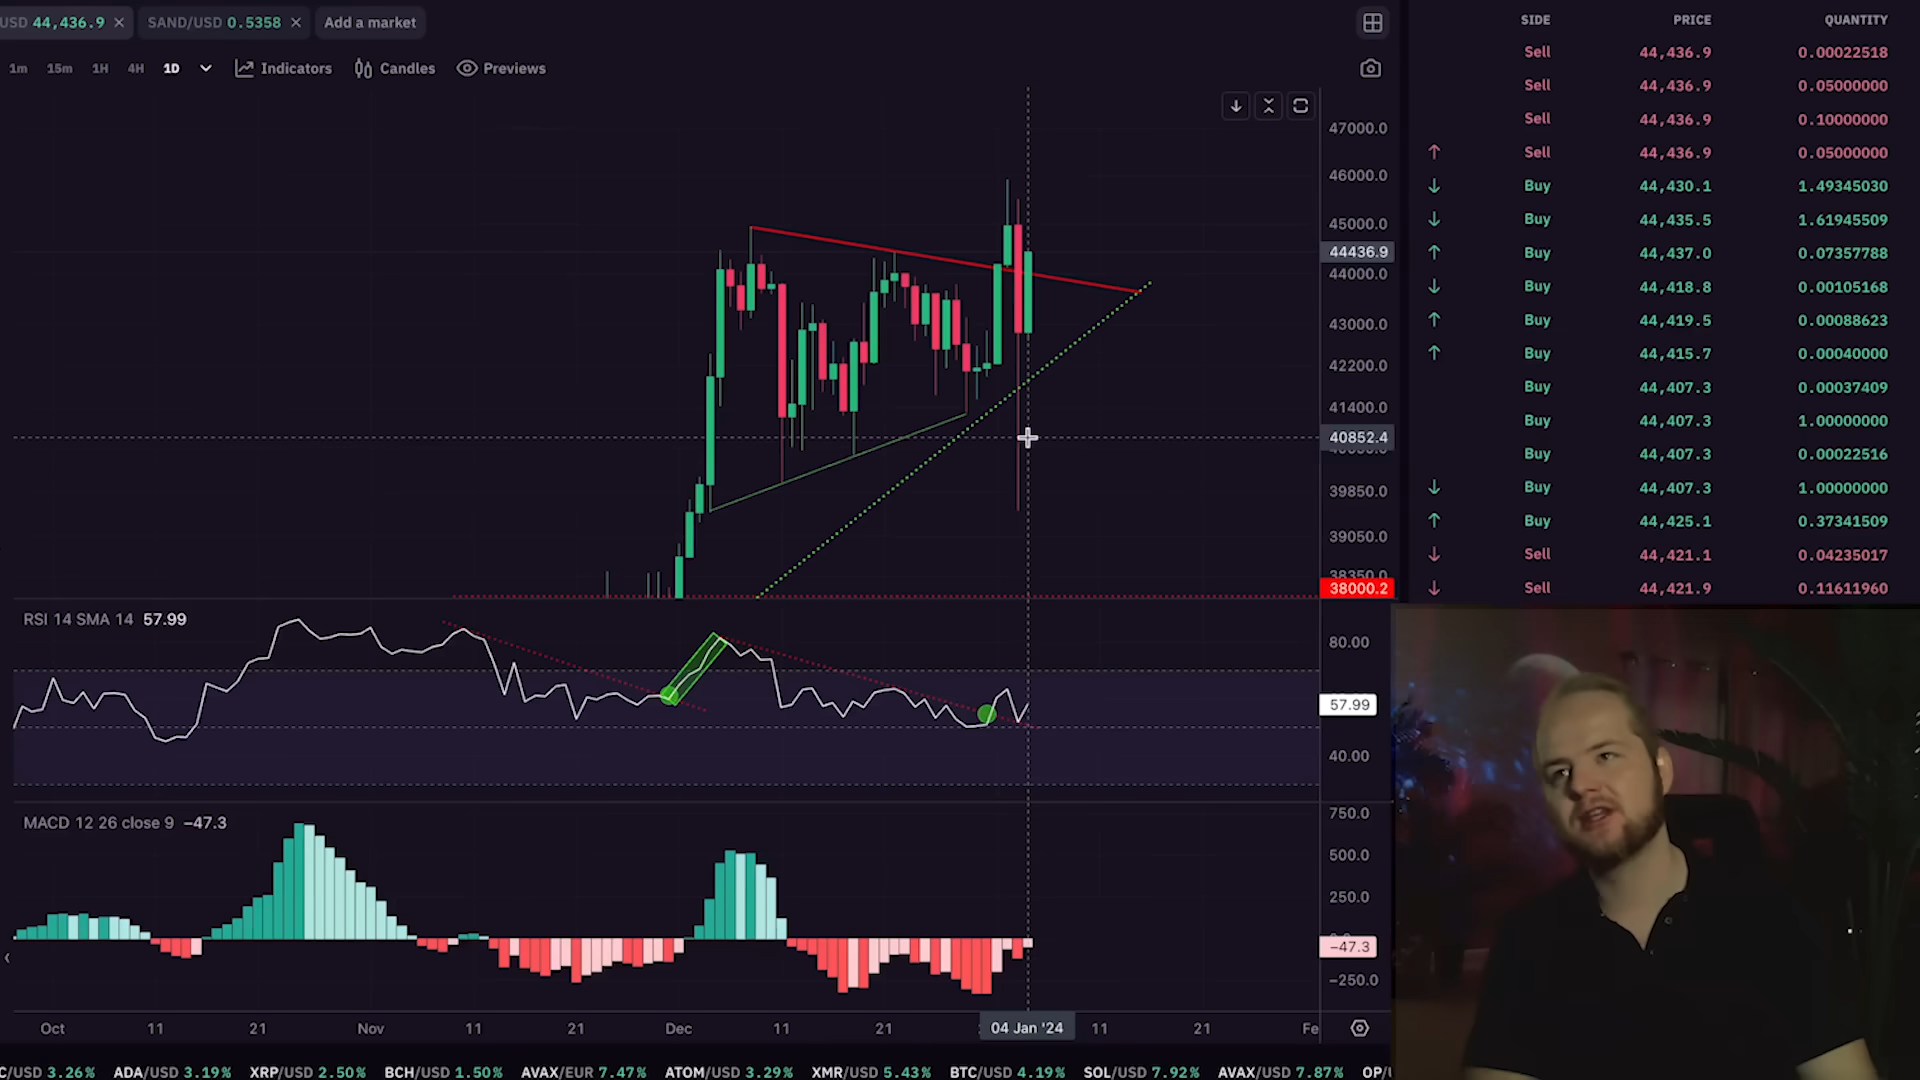 USD 44,436.9 × SAND/USD 0.5358 × Add a market
1m 15m 1H 4H 1D Indicators Candles Previews
47000.0
46000.0
45000.0
44436.9
44000.0
43000.0
42200.0
41400.0
40852.4
39850.0
39050.0
38350.0
38000.2
RSI 14 SMA 14 57.99
80.00
57.99
40.00
MACD 12 26 close 9 −47.3
750.0
500.0
250.0
−47.3
−250.0
Oct 11 21 Nov 11 21 Dec 11 21 04 Jan '24 11 21 Fe
C/USD 3.26% ADA/USD 3.19% XRP/USD 2.50% BCH/USD 1.50% AVAX/EUR 7.47% ATOM/USD 3.29% XMR/USD 5.43% BTC/USD 4.19% SOL/USD 7.92% AVAX/USD 7.87% OP/U
SIDE PRICE QUANTITY
Sell 44,436.9 0.00022518
Sell 44,436.9 0.05000000
Sell 44,436.9 0.10000000
↑ Sell 44,436.9 0.05000000
↓ Buy 44,430.1 1.49345030
↓ Buy 44,435.5 1.61945509
↑ Buy 44,437.0 0.07357788
↓ Buy 44,418.8 0.00105168
↑ Buy 44,419.5 0.00088623
↑ Buy 44,415.7 0.00040000
Buy 44,407.3 0.00037409
Buy 44,407.3 1.00000000
Buy 44,407.3 0.00022516
↓ Buy 44,407.3 1.00000000
↑ Buy 44,425.1 0.37341509
↓ Sell 44,421.1 0.04235017
↓ Sell 44,421.9 0.11611960